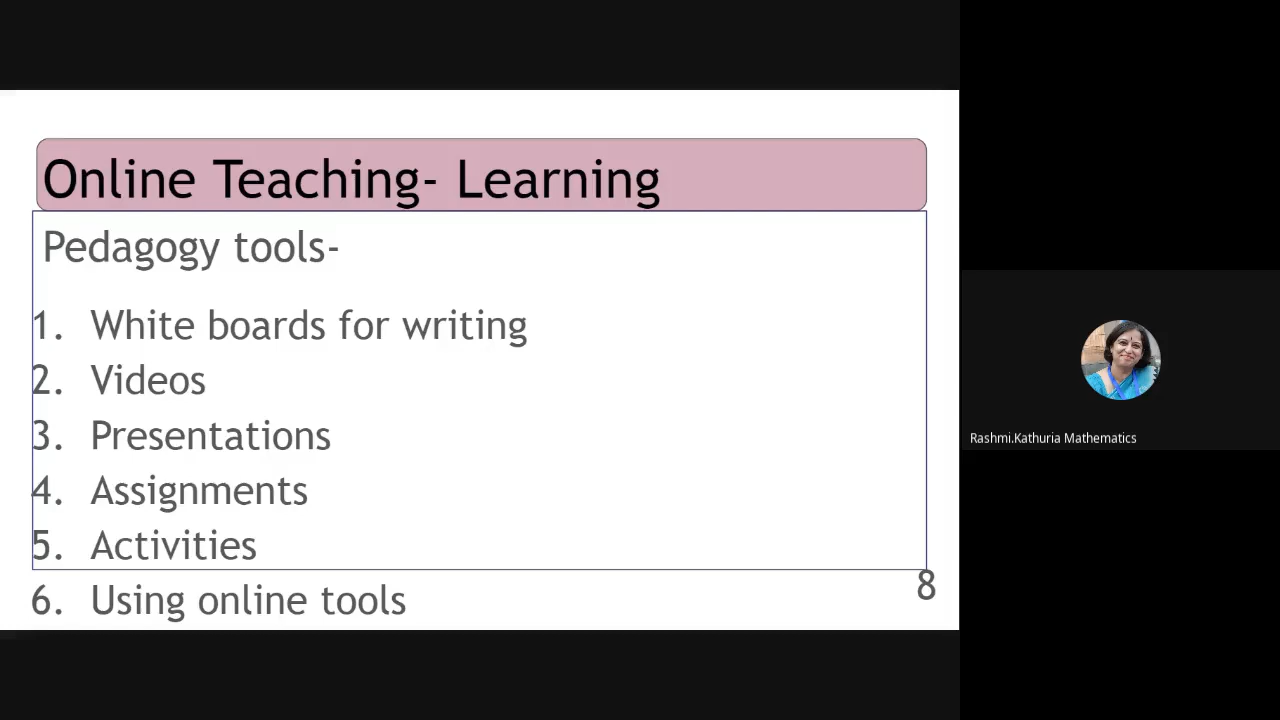 Online Teaching- Learning
Pedagogy tools-
1. White boards for writing
2. Videos
3. Presentations
4. Assignments
5. Activities
6. Using online tools
8
Rashmi.Kathuria Mathematics